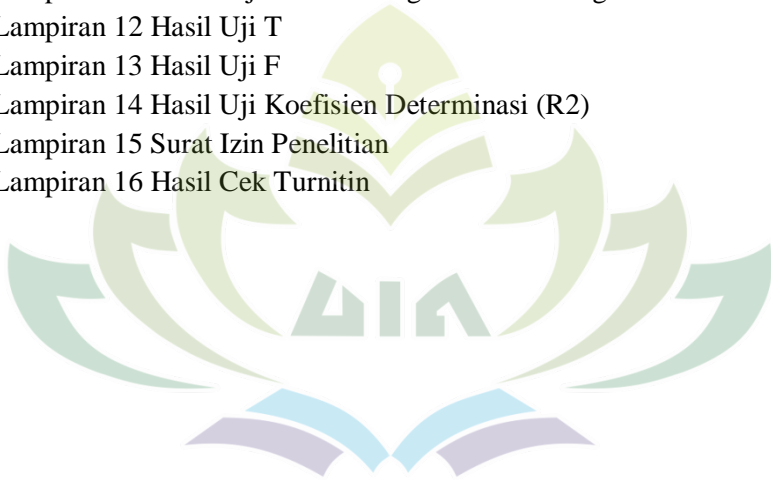 Lampiran 12 Hasil Uji T
Lampiran 13 Hasil Uji F
Lampiran 14 Hasil Uji Koefisien Determinasi (R2)
Lampiran 15 Surat Izin Penelitian
Lampiran 16 Hasil Cek Turnitin
UIN